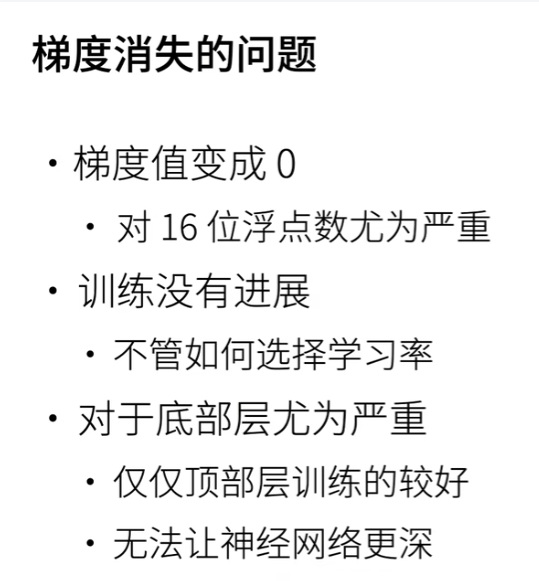 梯度消失的问题
• 梯度值变成 0
• 对 16 位浮点数尤为严重
• 训练没有进展
• 不管如何选择学习率
• 对于底部层尤为严重
• 仅仅顶部层训练的较好
• 无法让神经网络更深